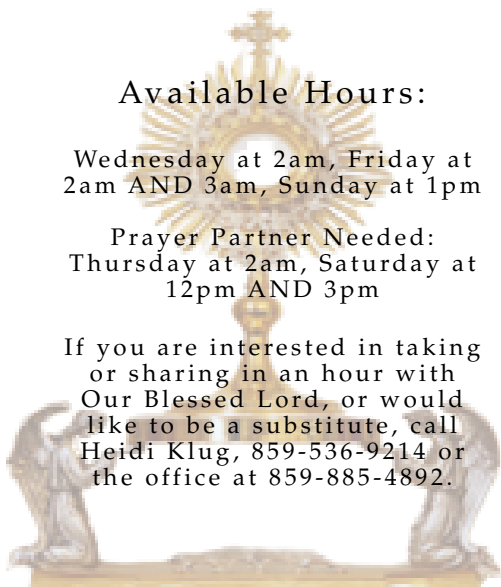 Available Hours:
Wednesday at 2am, Friday at
2am AND 3am, Sunday at 1pm
Prayer Partner Needed:
Thursday at 2am, Saturday at
12pm AND 3pm
If you are interested in taking
or sharing in an hour with
Our Blessed Lord, or would
like to be a substitute, call
Heidi Klug, 859-536-9214 or
the office at 859-885-4892.